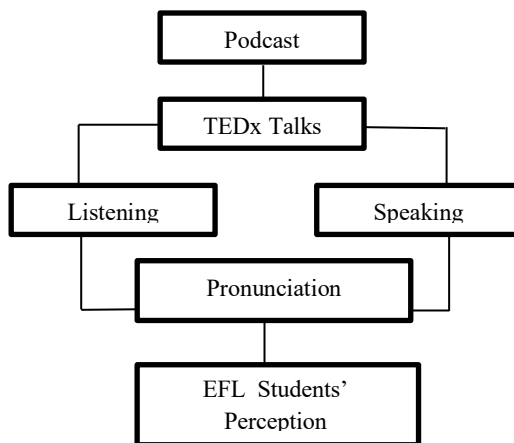 Podcast
TEDx Talks
Listening
Speaking
Pronunciation
EFL Students’
Perception